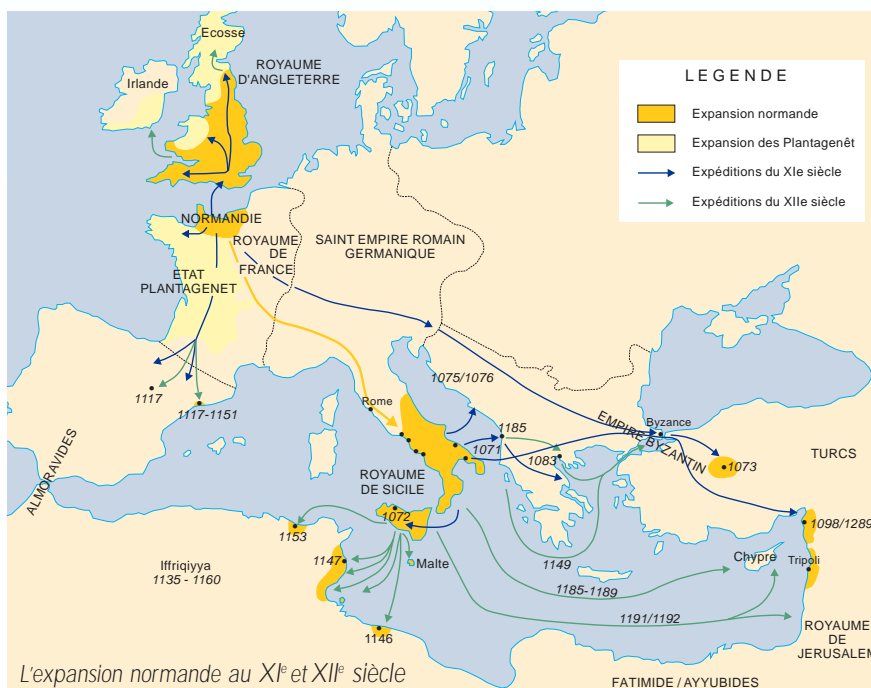 Ecosse
ROYAUME
D'ANGLETERRE
Irlande
LEGENDE
Expansion normande
Expansion des Plantagenêt
Expéditions du XIe siècle
Expéditions du XIIe siècle
NORMANDIE
ROYAUME
DE
FRANCE
SAINT EMPIRE ROMAIN
GERMANIQUE
ETAT
PLANTAGENET
1075/1076
1117
1117-1151
Rome
1185
1071
1083
Byzance
EMPIRE BYZANTIN
1073
TURCS
ALMORAVIDES
ROYAUME
DE SICILE
1072
1098/1289
1153
1147
Malte
1149
Chypre
Tripoli
Iffriqiyya
1135 - 1160
1185-1189
1191/1192
1146
ROYAUME
DE
JERUSALEM
L'expansion normande au XIe et XIIe siècle
FATIMIDE / AYYUBIDES